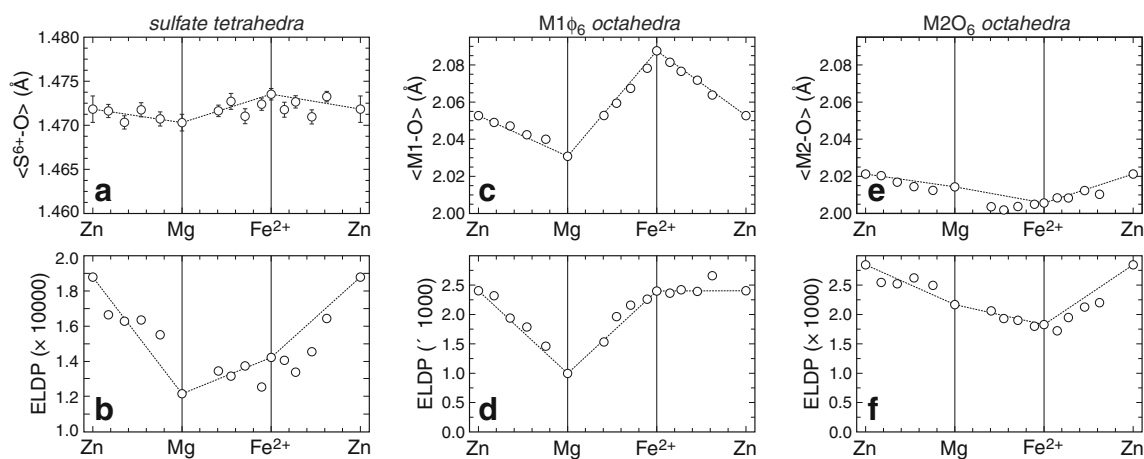 sulfate tetrahedra
M1ϕ₆ octahedra
M2O₆ octahedra
<S⁶⁺-O> (Å)
1.480
1.475
1.470
1.465
1.460
a
Zn Mg Fe²⁺ Zn
<M1-O> (Å)
2.08
2.06
2.04
2.02
2.00
c
Zn Mg Fe²⁺ Zn
<M2-O> (Å)
2.08
2.06
2.04
2.02
2.00
e
Zn Mg Fe²⁺ Zn
ELDP (× 10000)
2.0
1.8
1.6
1.4
1.2
1.0
b
Zn Mg Fe²⁺ Zn
ELDP (´ 1000)
2.5
2.0
1.5
1.0
0.5
0.0
d
Zn Mg Fe²⁺ Zn
ELDP (× 1000)
2.5
2.0
1.5
1.0
0.5
0.0
f
Zn Mg Fe²⁺ Zn